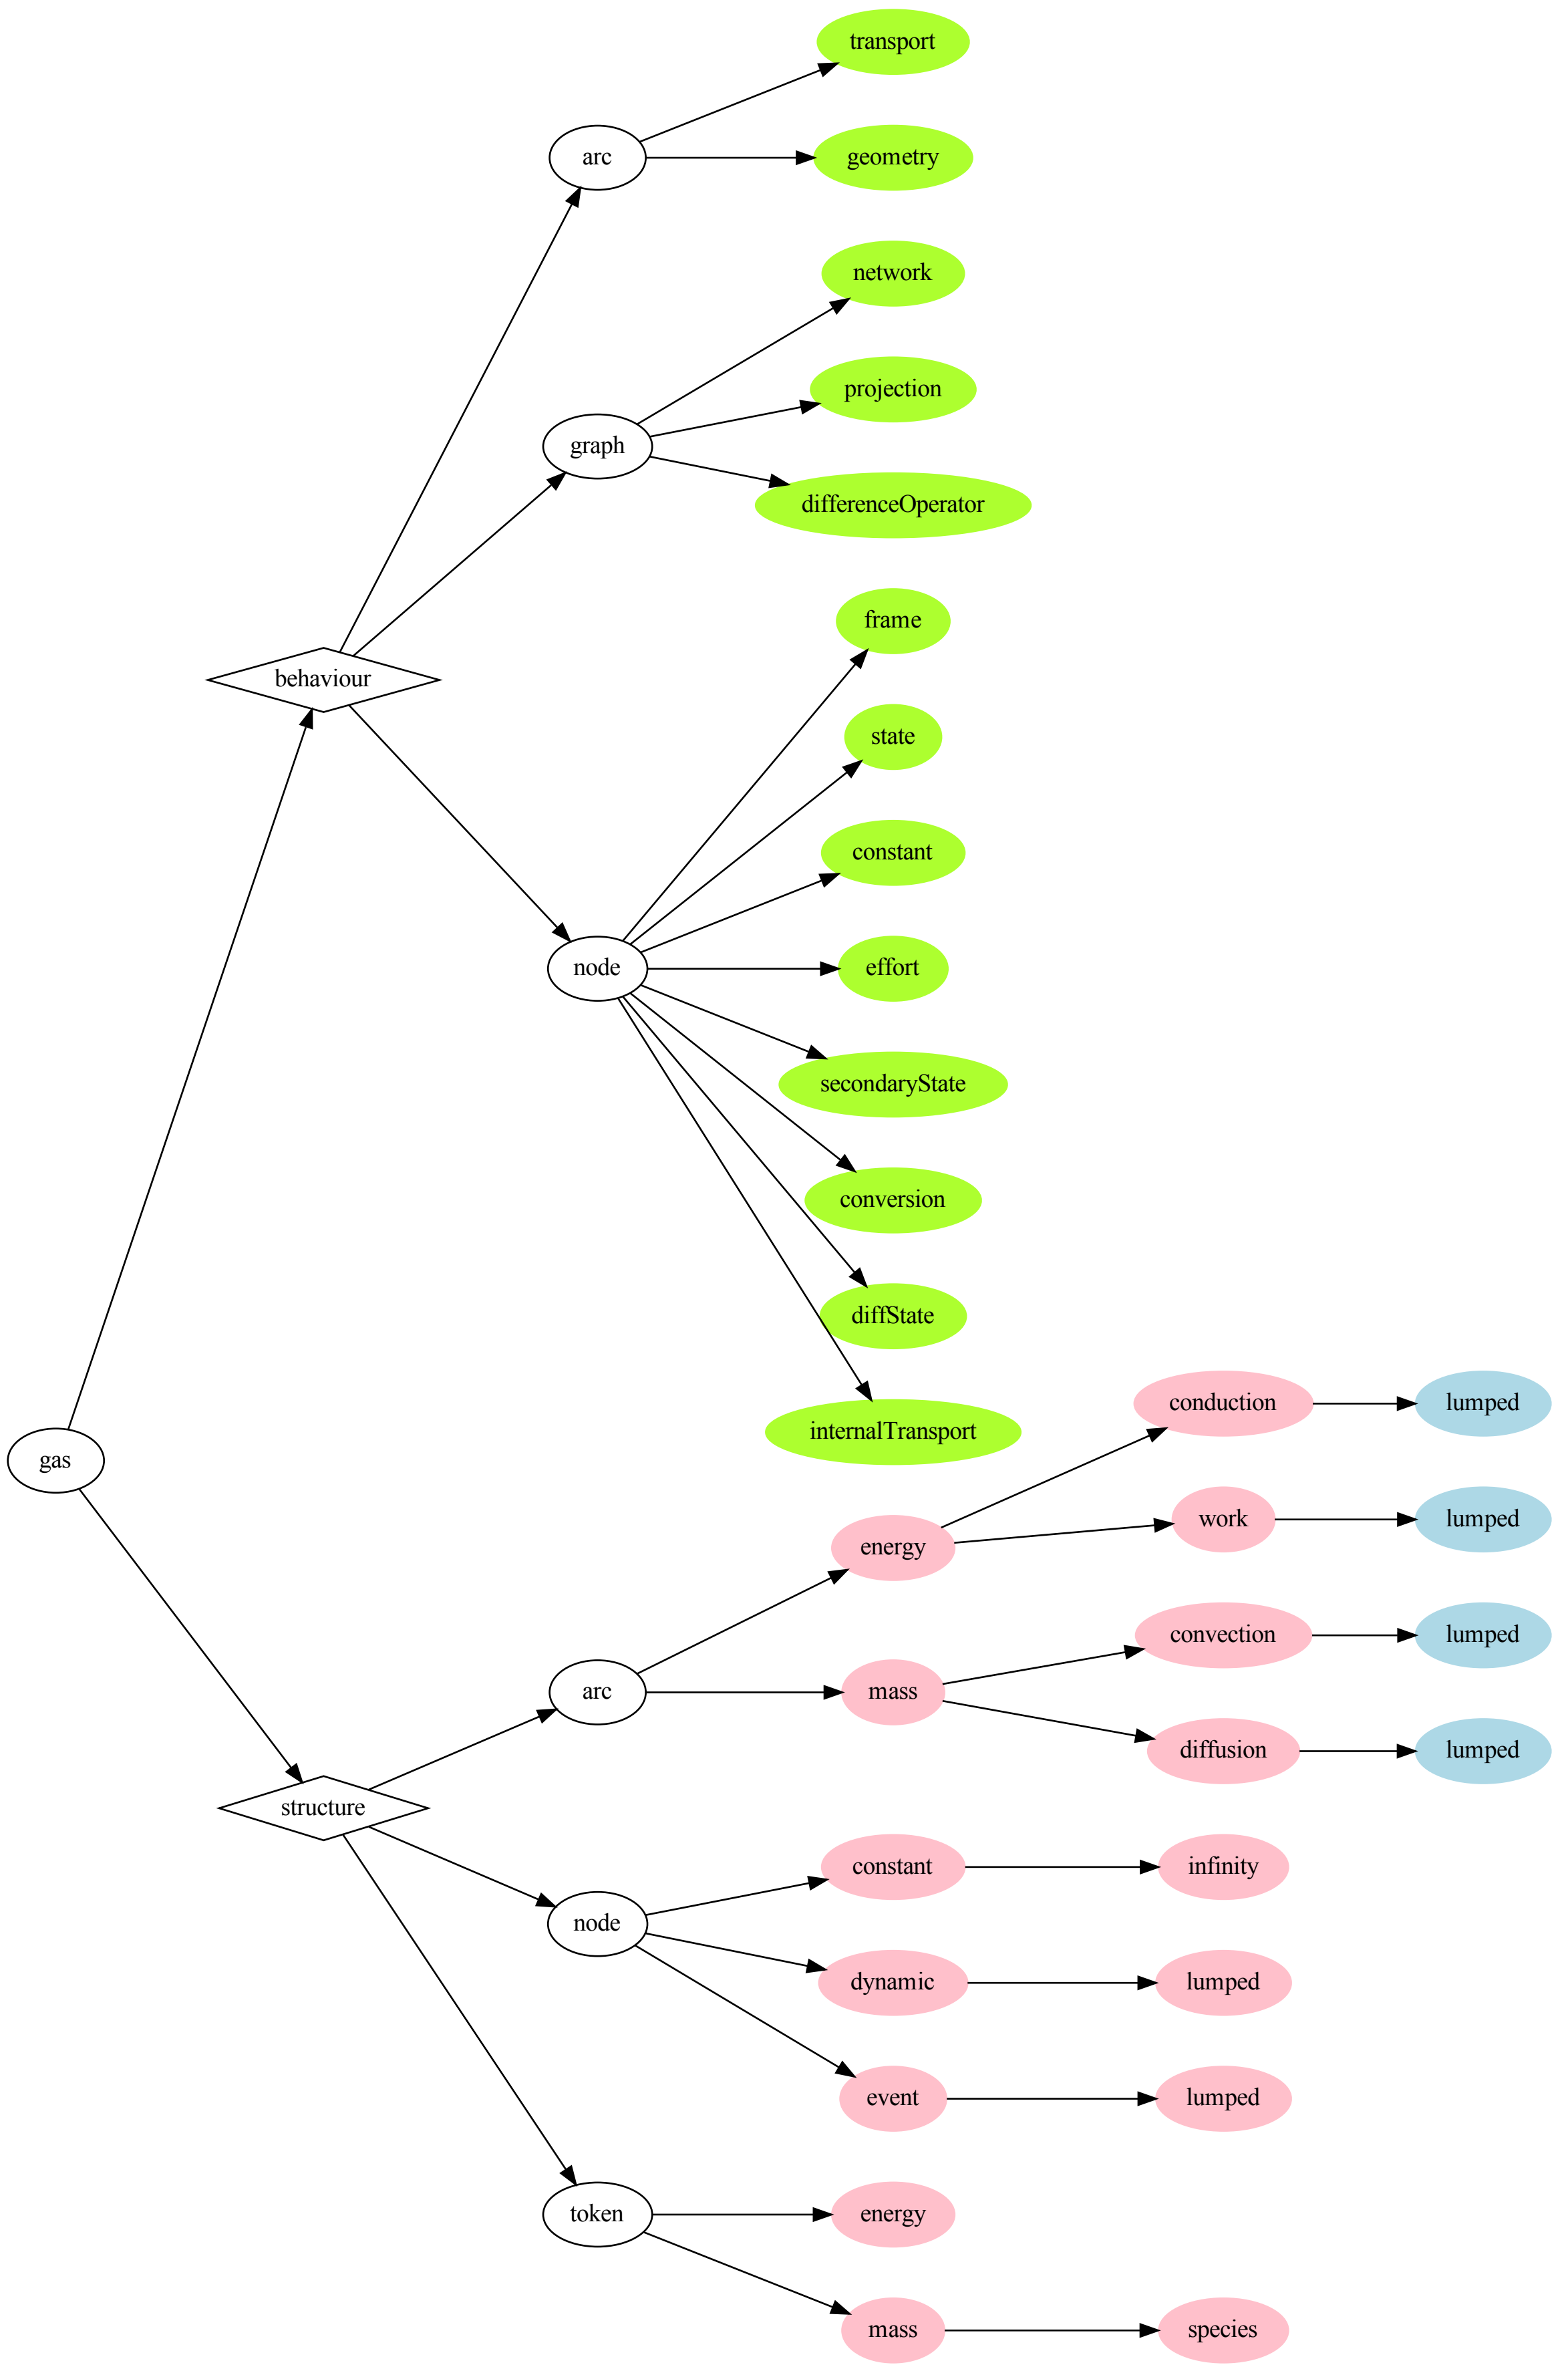 transport
arc
geometry
network
projection
graph
differenceOperator
frame
behaviour
state
constant
effort
node
secondaryState
conversion
diffState
conduction
lumped
internalTransport
gas
work
lumped
energy
convection
lumped
arc
mass
diffusion
lumped
structure
constant
infinity
node
dynamic
lumped
event
lumped
token
energy
mass
species